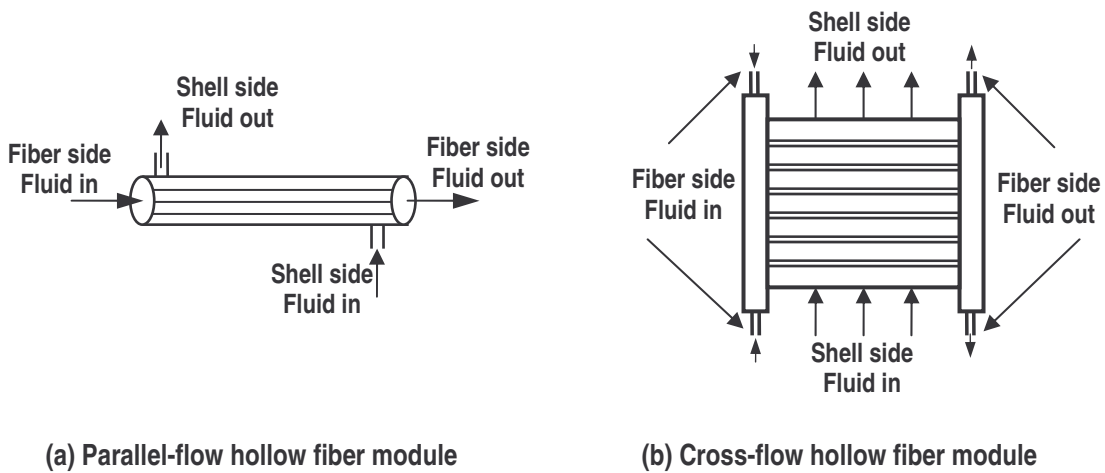 Shell side
Fluid out
Fiber side
Fluid in
Fiber side
Fluid out
Shell side
Fluid in
(a) Parallel-flow hollow fiber module
Shell side
Fluid out
Fiber side
Fluid in
Fiber side
Fluid out
Shell side
Fluid in
(b) Cross-flow hollow fiber module